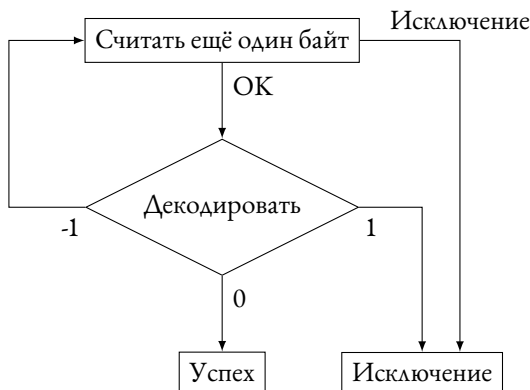 Исключение
Считать ещё один байт
OK
Декодировать
-1
1
0
Успех
Исключение